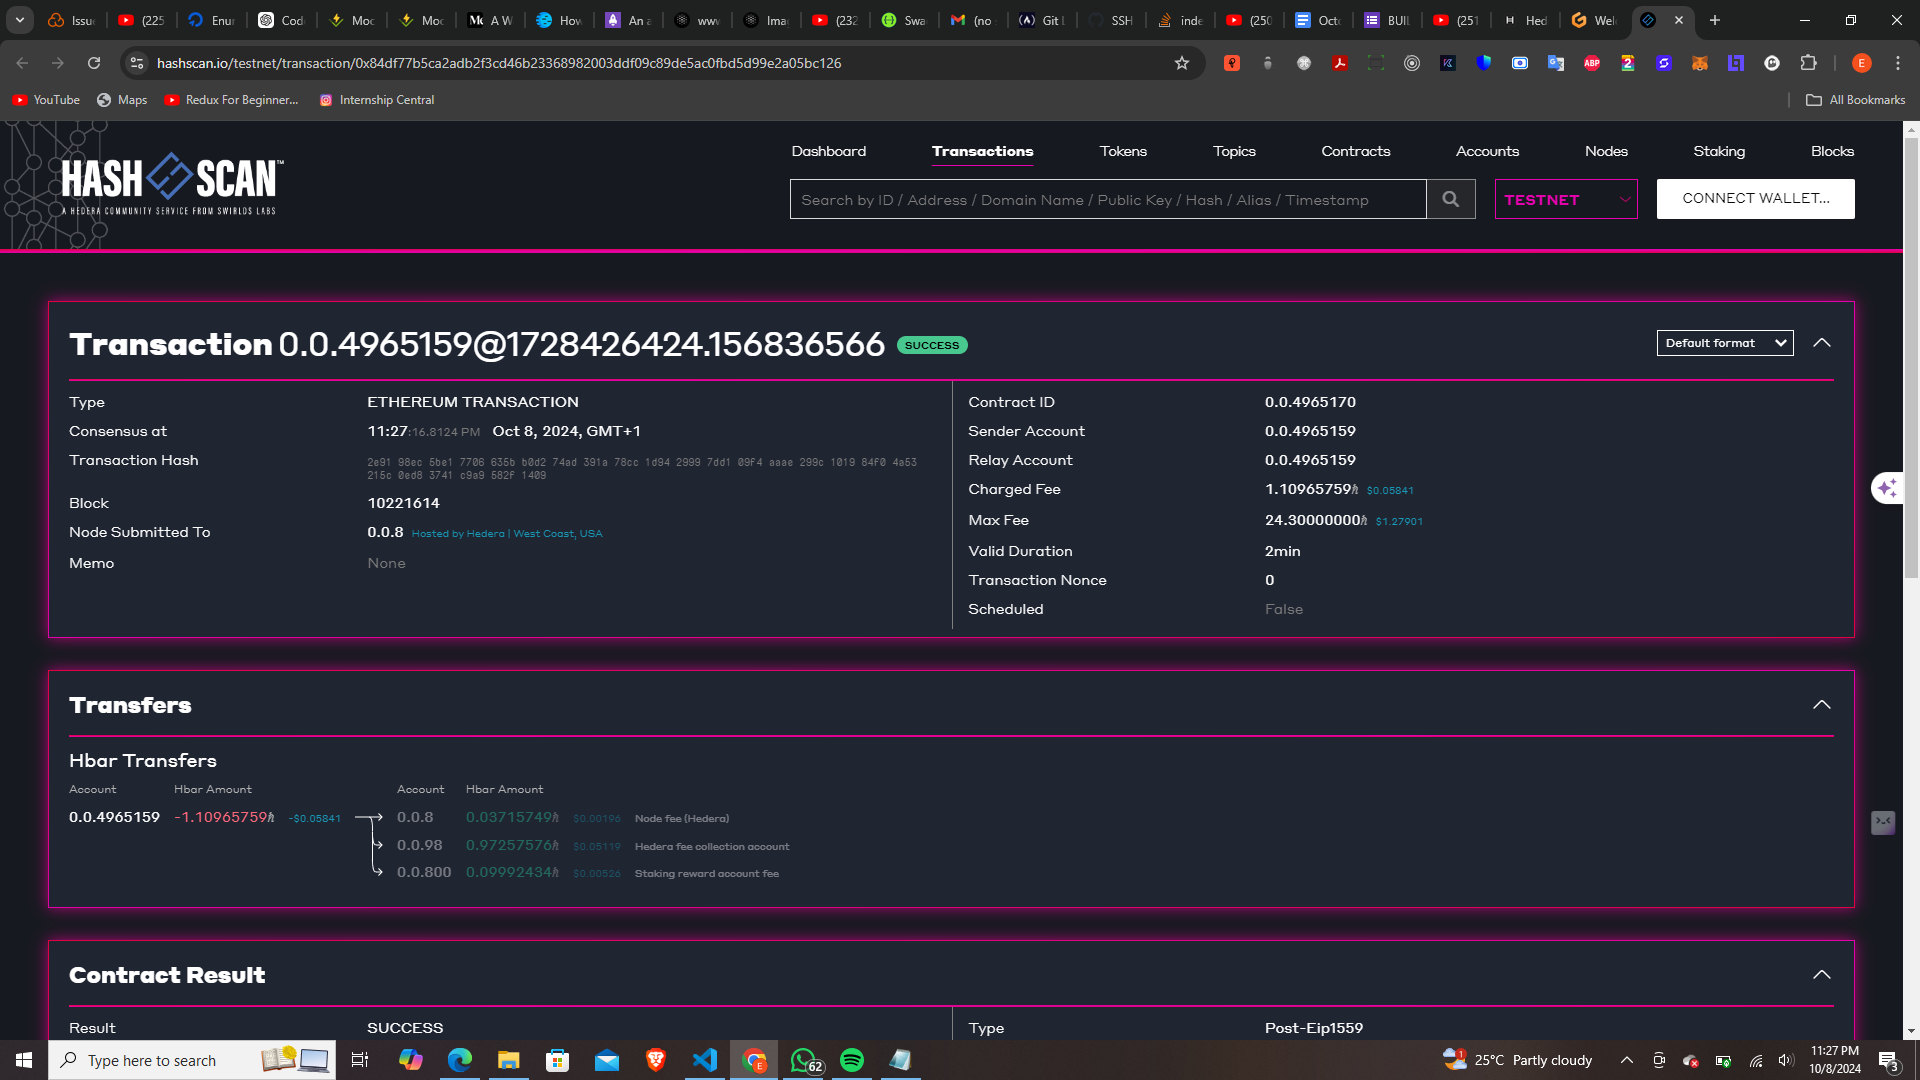 Issue
(225
Enur
Cod
Moc
Moc
A W
How
An a
www
Ima
(232
Swa
(no s
Git L
SSH
inde
(250
Octo
BUIL
(251
Hed
Wel
hashscan.io/testnet/transaction/0x84df77b5ca2adb2f3cd46b23368982003ddf09c89de5ac0fbd5d99e2a05bc126
ABP
E
YouTube
Maps
Redux For Beginner...
Internship Central
All Bookmarks
HASH SCAN™
A HEDERA COMMUNITY SERVICE FROM SWIRLDS LABS
Dashboard Transactions Tokens Topics Contracts Accounts Nodes Staking Blocks
Search by ID / Address / Domain Name / Public Key / Hash / Alias / Timestamp
TESTNET
CONNECT WALLET...
Transaction 0.0.4965159@1728426424.156836566 SUCCESS
Default format
Type ETHEREUM TRANSACTION
Consensus at 11:27:16.8124 PM Oct 8, 2024, GMT+1
Transaction Hash 2e91 98ec 5be1 7706 635b b0d2 74ad 391a 78cc 1d94 2999 7dd1 09f4 aaae 299c 1019 84f0 4a53
215c 0ed8 3741 c9a9 582f 1409
Block 10221614
Node Submitted To 0.0.8 Hosted by Hedera | West Coast, USA
Memo None
Contract ID 0.0.4965170
Sender Account 0.0.4965159
Relay Account 0.0.4965159
Charged Fee 1.10965759ℏ $0.05841
Max Fee 24.30000000ℏ $1.27901
Valid Duration 2min
Transaction Nonce 0
Scheduled False
Transfers
Hbar Transfers
Account Hbar Amount Account Hbar Amount
0.0.4965159 -1.10965759ℏ -$0.05841 0.0.8 0.03715749ℏ $0.00196 Node fee (Hedera)
0.0.98 0.97257576ℏ $0.05119 Hedera fee collection account
0.0.800 0.09992434ℏ $0.00526 Staking reward account fee
Contract Result
Result SUCCESS
Type Post-Eip1559
Type here to search
E
62
1
25°C Partly cloudy
11:27 PM
10/8/2024
3